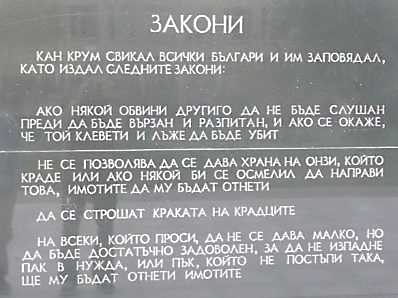 ЗАКОНИ
КАН КРУМ СВИКАЛ ВСИЧКИ БЪЛГАРИ И ИМ ЗАПОВЯДАЛ,
КАТО ИЗДАЛ СЛЕДНИТЕ ЗАКОНИ:
АКО НЯКОЙ ОБВИНИ ДРУГИГО ДА НЕ БЪДЕ СЛУШАН
ПРЕДИ ДА БЪДЕ ВЪРЗАН И РАЗПИТАН, И АКО СЕ ОКАЖЕ,
ЧЕ ТОЙ КЛЕВЕТИ И ЛЪЖЕ ДА БЪДЕ УБИТ
НЕ СЕ ПОЗВОЛЯВА ДА СЕ ДАВА ХРАНА НА ОНЗИ, КОЙТО
КРАДЕ ИЛИ АКО НЯКОЙ БИ СЕ ОСМЕЛИЛ ДА НАПРАВИ
ТОВА, ИМОТИТЕ ДА МУ БЪДАТ ОТНЕТИ
ДА СЕ СТРОШАТ КРАКАТА НА КРАДЦИТЕ
НА ВСЕКИ, КОЙТО ПРОСИ, ДА НЕ СЕ ДАВА МАЛКО, НО
ДА БЪДЕ ДОСТАТЪЧНО ЗАДОВОЛЕН, ЗА ДА НЕ ИЗПАДНЕ
ПАК В НУЖДА, ИЛИ ПЪК, КОЙТО НЕ ПОСТЪПИ ТАКА,
ЩЕ МУ БЪДАТ ОТНЕТИ ИМОТИТЕ